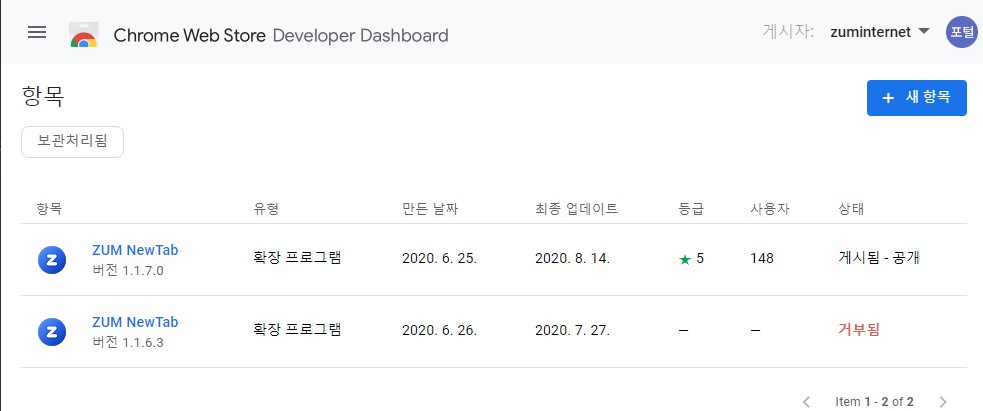 Chrome Web Store Developer Dashboard 게시자: zuminternet 포털
항목 + 새 항목
보관처리됨
항목 유형 만든 날짜 최종 업데이트 등급 사용자 상태
ZUM NewTab
버전 1.1.7.0
확장 프로그램 2020. 6. 25. 2020. 8. 14. ★ 5 148 게시됨 - 공개
ZUM NewTab
버전 1.1.6.3
확장 프로그램 2020. 6. 26. 2020. 7. 27. – – 거부됨
Item 1 - 2 of 2